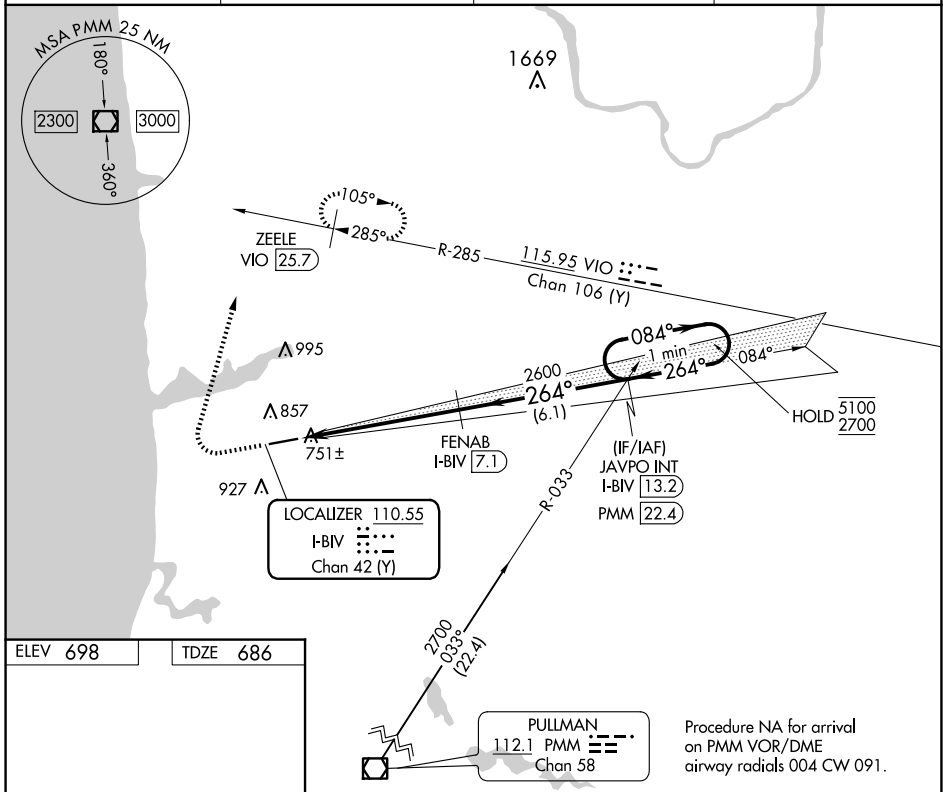 MSA PMM 25 NM
180°
2300
3000
360°
1669
105°
285°
ZEELE
VIO 25.7
R-285
115.95 VIO
Chan 106 (Y)
995
857
751±
927
084°
1 min
264°
084°
2600
264°
(6.1)
HOLD 5100
2700
FENAB
I-BIV 7.1
(IF/IAF)
JAVPO INT
I-BIV 13.2
PMM 22.4
R-033
LOCALIZER 110.55
I-BIV
Chan 42 (Y)
2700
033°
(22.4)
ELEV 698
TDZE 686
PULLMAN
112.1 PMM
Chan 58
Procedure NA for arrival
on PMM VOR/DME
airway radials 004 CW 091.